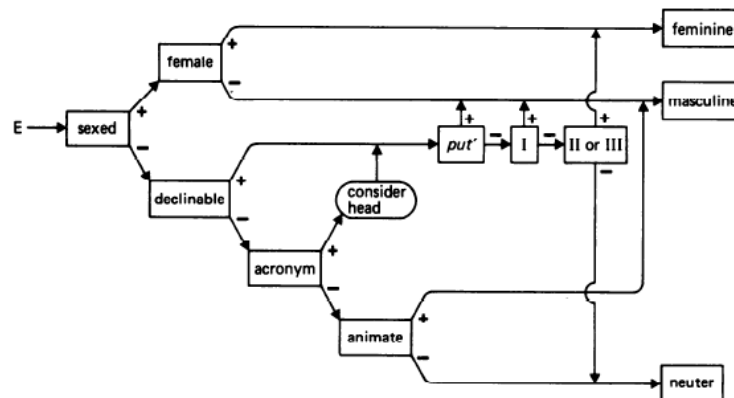 feminine
+
female
−
masculine
E
sexed
+
−
+
put′
−
+
I
−
+
II or III
−
declinable
+
−
consider
head
acronym
+
−
animate
+
−
neuter